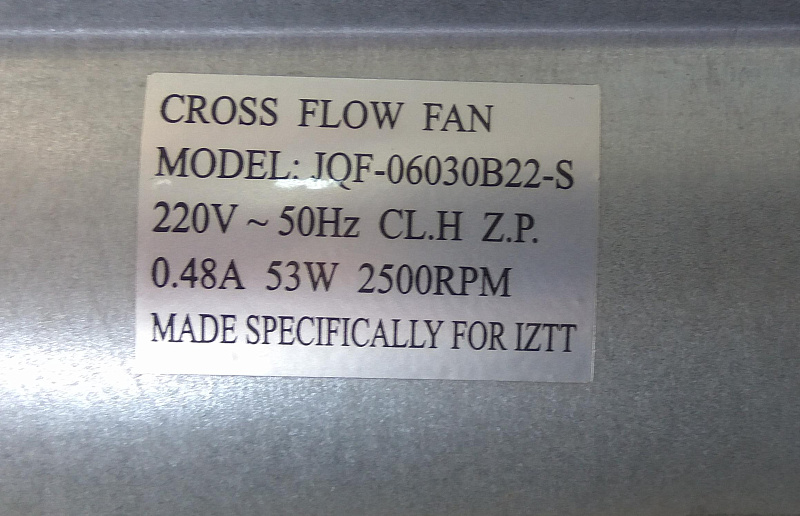 CROSS FLOW FAN
MODEL: JQF-06030B22-S
220V ~ 50Hz CL.H Z.P.
0.48A 53W 2500RPM
MADE SPECIFICALLY FOR IZTT